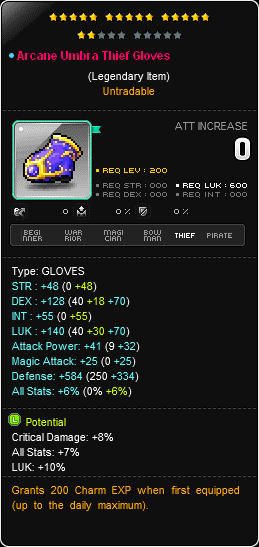 Arcane Umbra Thief Gloves
(Legendary Item)
Untradable
ATT INCREASE
0
REQ LEV : 200
REQ STR : 000 REQ LUK : 600
REQ DEX : 000 REQ INT : 000
0 0 % 0 %
BEGINNER WARRIOR MAGICIAN BOWMAN THIEF PIRATE
Type: GLOVES
STR : +48 (0 +48)
DEX : +128 (40 +18 +70)
INT : +55 (0 +55)
LUK : +140 (40 +30 +70)
Attack Power: +41 (9 +32)
Magic Attack: +25 (0 +25)
Defense: +584 (250 +334)
All Stats: +6% (0% +6%)
L Potential
Critical Damage: +8%
All Stats: +7%
LUK: +10%
Grants 200 Charm EXP when first equipped
(up to the daily maximum).